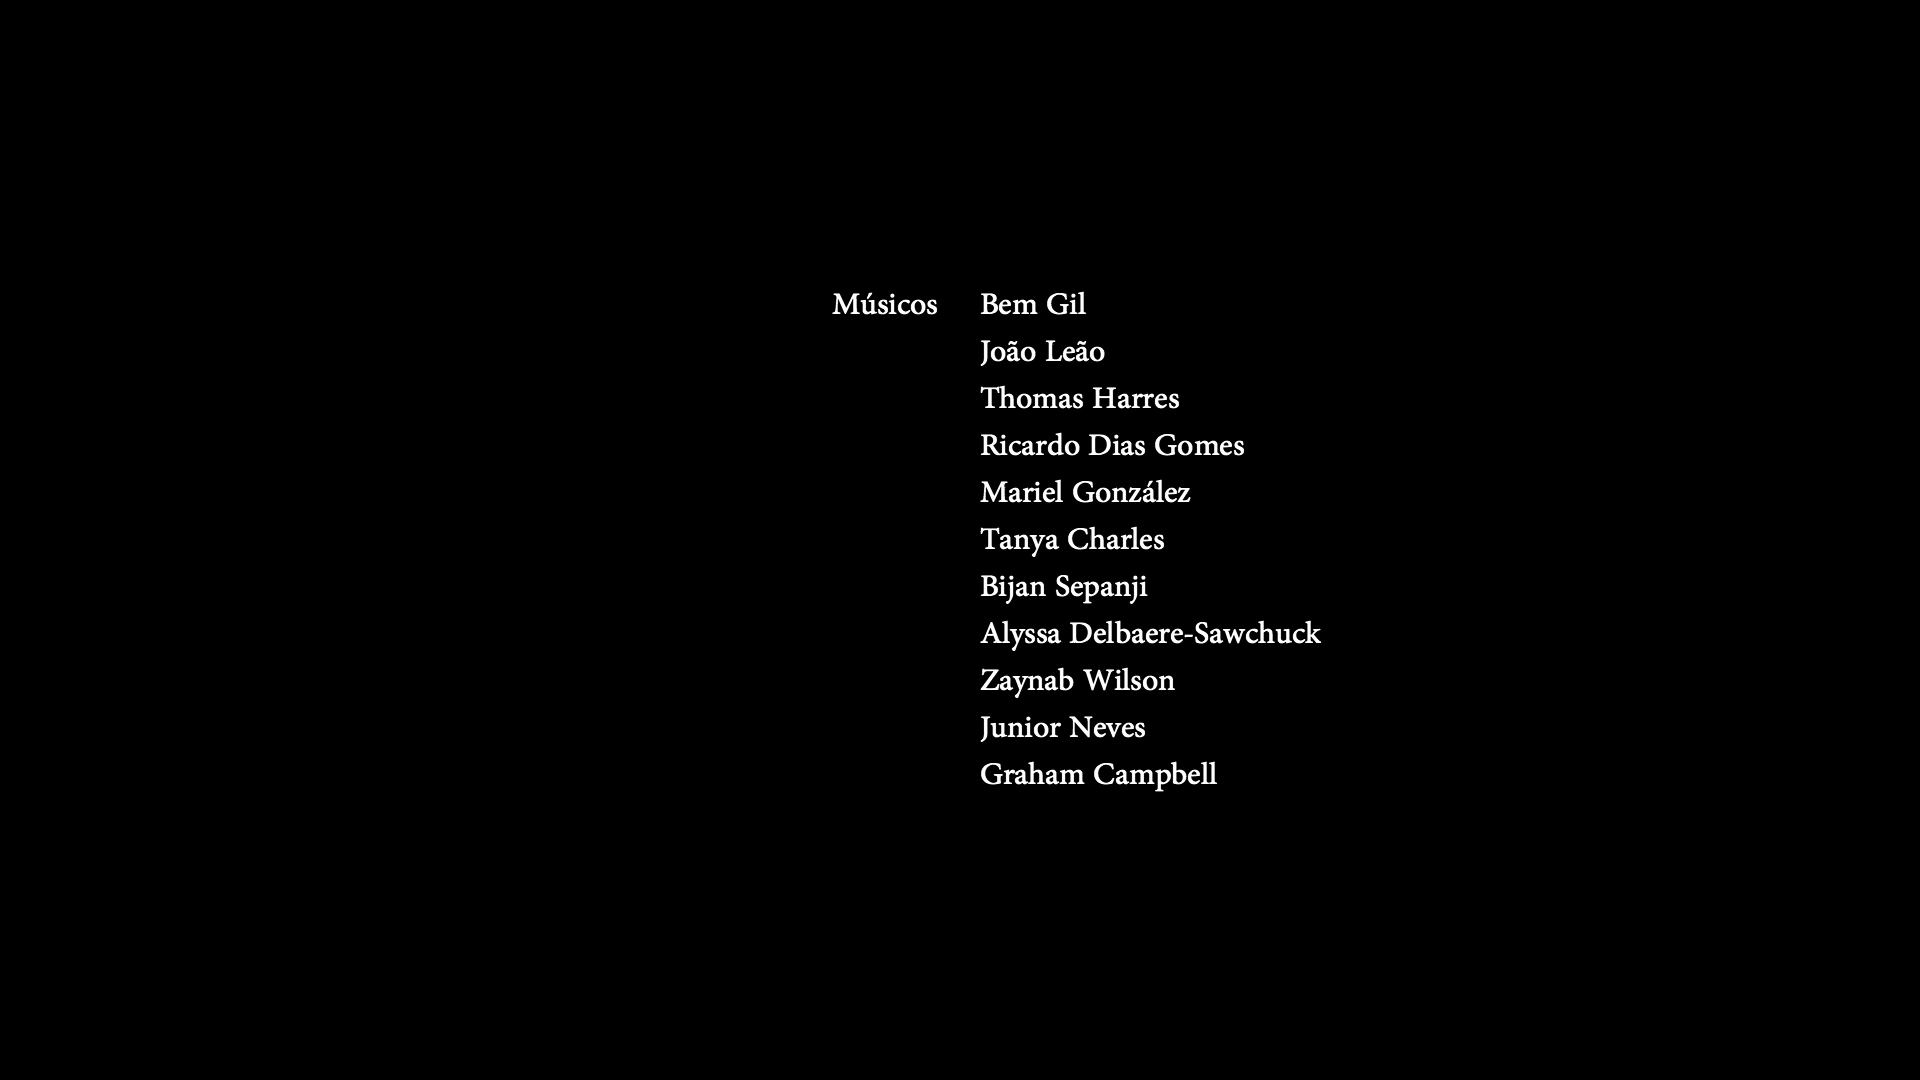 Músicos Bem Gil
João Leão
Thomas Harres
Ricardo Dias Gomes
Mariel González
Tanya Charles
Bijan Sepanji
Alyssa Delbaere-Sawchuck
Zaynab Wilson
Junior Neves
Graham Campbell